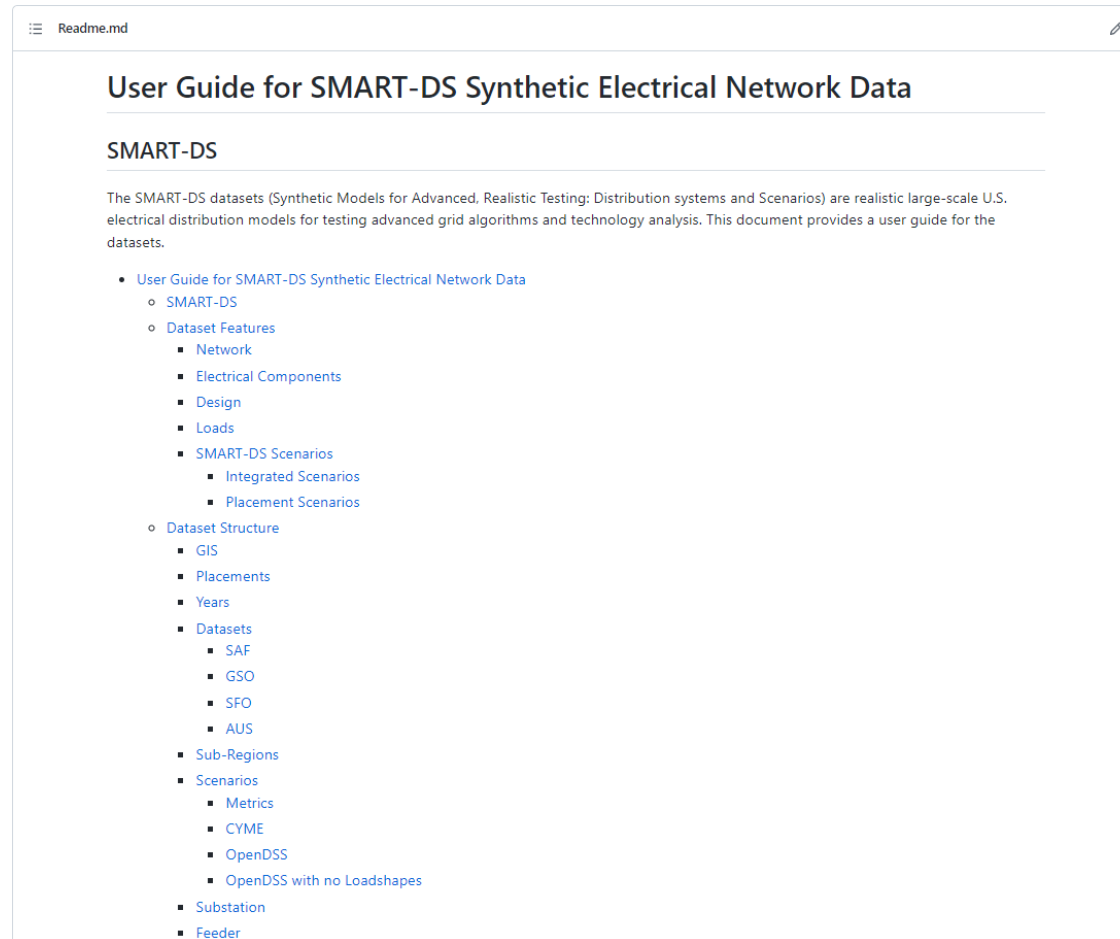 Readme.md
User Guide for SMART-DS Synthetic Electrical Network Data
SMART-DS
The SMART-DS datasets (Synthetic Models for Advanced, Realistic Testing: Distribution systems and Scenarios) are realistic large-scale U.S.
electrical distribution models for testing advanced grid algorithms and technology analysis. This document provides a user guide for the
datasets.
User Guide for SMART-DS Synthetic Electrical Network Data
SMART-DS
Dataset Features
Network
Electrical Components
Design
Loads
SMART-DS Scenarios
Integrated Scenarios
Placement Scenarios
Dataset Structure
GIS
Placements
Years
Datasets
SAF
GSO
SFO
AUS
Sub-Regions
Scenarios
Metrics
CYME
OpenDSS
OpenDSS with no Loadshapes
Substation
Feeder